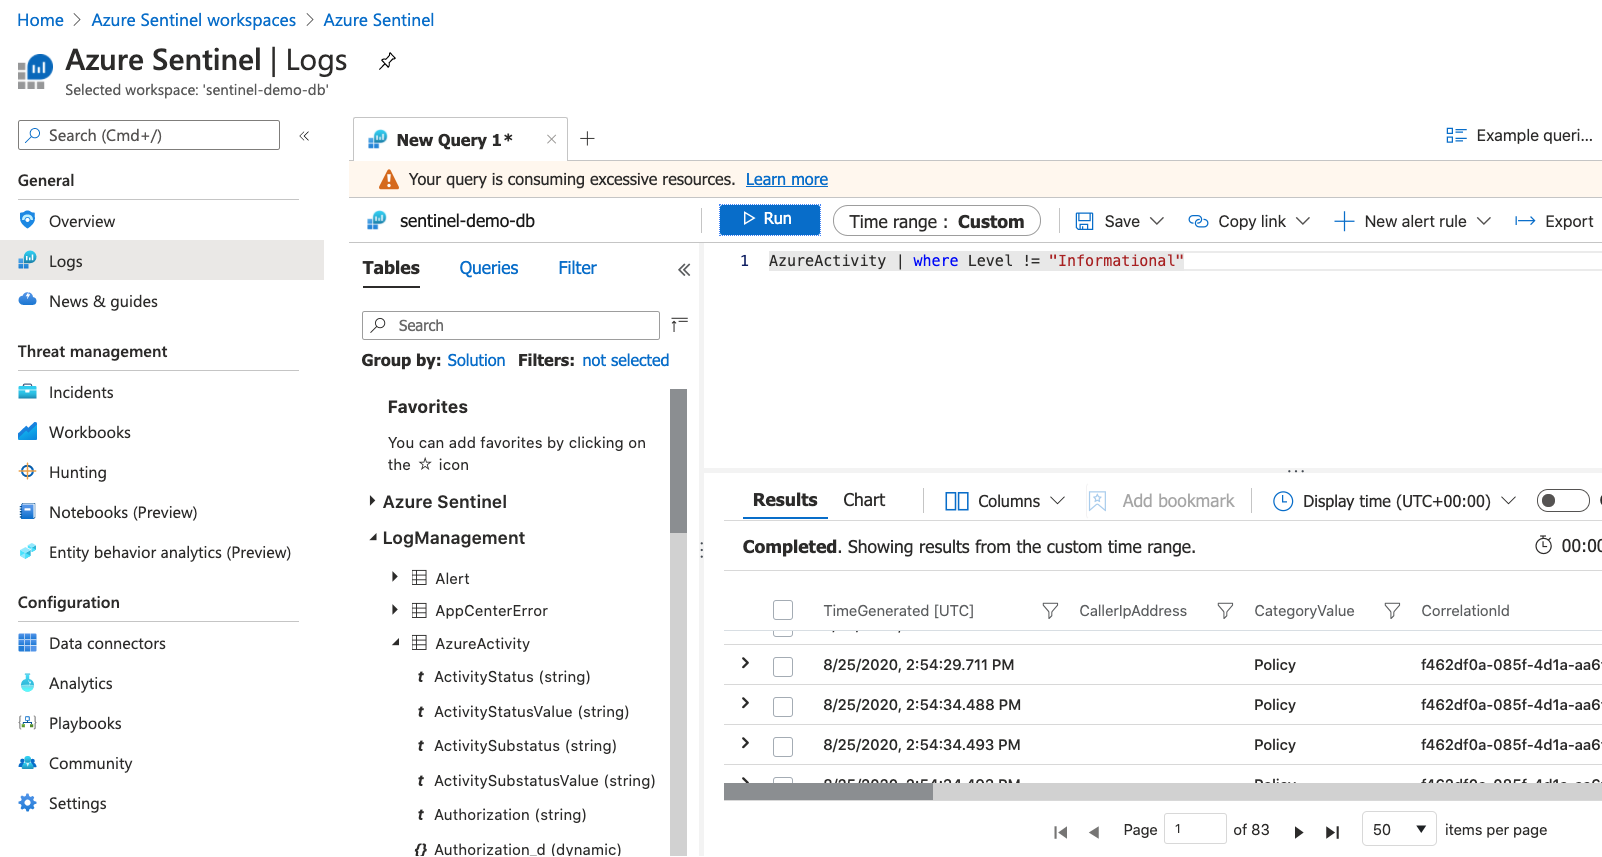 Home > Azure Sentinel workspaces > Azure Sentinel
Azure Sentinel | Logs
Selected workspace: 'sentinel-demo-db'
Search (Cmd+/)
«
General
Overview
Logs
News & guides
Threat management
Incidents
Workbooks
Hunting
Notebooks (Preview)
Entity behavior analytics (Preview)
Configuration
Data connectors
Analytics
Playbooks
Community
Settings
New Query 1*
Example queri...
Your query is consuming excessive resources. Learn more
sentinel-demo-db
Run
Time range : Custom
Save
Copy link
New alert rule
Export
Tables Queries Filter
«
Search
Group by: Solution Filters: not selected
Favorites
You can add favorites by clicking on
the ☆ icon
Azure Sentinel
LogManagement
Alert
AppCenterError
AzureActivity
t ActivityStatus (string)
t ActivityStatusValue (string)
t ActivitySubstatus (string)
t ActivitySubstatusValue (string)
t Authorization (string)
{} Authorization_d (dynamic)
1 AzureActivity | where Level != "Informational"
Results Chart
Columns
Add bookmark
Display time (UTC+00:00)
Completed. Showing results from the custom time range.
00:00
TimeGenerated [UTC] CallerIpAddress CategoryValue CorrelationId
8/25/2020, 2:54:29.711 PM Policy f462df0a-085f-4d1a-aa6
8/25/2020, 2:54:34.488 PM Policy f462df0a-085f-4d1a-aa6
8/25/2020, 2:54:34.493 PM Policy f462df0a-085f-4d1a-aa6
Page 1 of 83
50 items per page